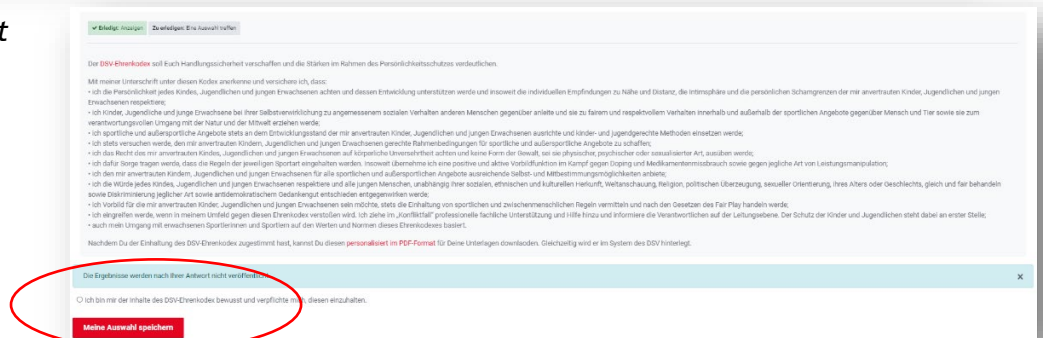 t
✔ Erledigt: Anzeigen Zu erledigen: Eine Auswahl treffen
Der DSV-Ehrenkodex soll Euch Handlungssicherheit verschaffen und die Stärken im Rahmen des Persönlichkeitsschutzes verdeutlichen.
Mit meiner Unterschrift unter diesen Kodex anerkenne und versichere ich, dass:
• ich die Persönlichkeit jedes Kindes, Jugendlichen und jungen Erwachsenen achten und dessen Entwicklung unterstützen werde und insoweit die individuellen Empfindungen zu Nähe und Distanz, die Intimsphäre und die persönlichen Schamgrenzen der mir anvertrauten Kinder, Jugendlichen und jungen
Erwachsenen respektiere;
• ich Kinder, Jugendliche und junge Erwachsene bei ihrer Selbstverwirklichung zu angemessenem sozialen Verhalten anderen Menschen gegenüber anleite und sie zu fairem und respektvollem Verhalten innerhalb und außerhalb der sportlichen Angebote gegenüber Mensch und Tier sowie sie zum
verantwortungsvollen Umgang mit der Natur und der Mitwelt erziehen werde;
• ich sportliche und außersportliche Angebote stets an dem Entwicklungsstand der mir anvertrauten Kinder, Jugendlichen und jungen Erwachsenen ausrichte und kinder- und jugendgerechte Methoden einsetzen werde;
• ich stets versuchen werde, den mir anvertrauten Kindern, Jugendlichen und jungen Erwachsenen gerechte Rahmenbedingungen für sportliche und außersportliche Angebote zu schaffen;
• ich das Recht des mir anvertrauten Kindes, Jugendlichen und jungen Erwachsenen auf körperliche Unversehrtheit achten und keine Form der Gewalt, sei sie physischer, psychischer oder sexualisierter Art, ausüben werde;
• ich dafür Sorge tragen werde, dass die Regeln der jeweiligen Sportart eingehalten werden. Insoweit übernehme ich eine positive und aktive Vorbildfunktion im Kampf gegen Doping und Medikamentenmissbrauch sowie gegen jegliche Art von Leistungsmanipulation;
• ich den mir anvertrauten Kindern, Jugendlichen und jungen Erwachsenen für alle sportlichen und außersportlichen Angebote ausreichende Selbst- und Mitbestimmungsmöglichkeiten anbiete;
• ich die Würde jedes Kindes, Jugendlichen und jungen Erwachsenen respektiere und alle jungen Menschen, unabhängig ihrer sozialen, ethnischen und kulturellen Herkunft, Weltanschauung, Religion, politischen Überzeugung, sexueller Orientierung, ihres Alters oder Geschlechts, gleich und fair behandeln
sowie Diskriminierung jeglicher Art sowie antidemokratischem Gedankengut entschieden entgegenwirken werde;
• ich Vorbild für die mir anvertrauten Kinder, Jugendlichen und jungen Erwachsenen sein möchte, stets die Einhaltung von sportlichen und zwischenmenschlichen Regeln vermitteln und nach den Gesetzen des Fair Play handeln werde;
• ich eingreifen werde, wenn in meinem Umfeld gegen diesen Ehrenkodex verstoßen wird. Ich ziehe im „Konfliktfall" professionelle fachliche Unterstützung und Hilfe hinzu und informiere die Verantwortlichen auf der Leitungsebene. Der Schutz der Kinder und Jugendlichen steht dabei an erster Stelle;
• auch mein Umgang mit erwachsenen Sportlerinnen und Sportlern auf den Werten und Normen dieses Ehrenkodexes basiert.
Nachdem Du der Einhaltung des DSV-Ehrenkodex zugestimmt hast, kannst Du diesen personalisiert im PDF-Format für Deine Unterlagen downloaden. Gleichzeitig wird er im System des DSV hinterlegt.
Die Ergebnisse werden nach Ihrer Antwort nicht veröffentlicht. ×
Ich bin mir der Inhalte des DSV-Ehrenkodex bewusst und verpflichte mich, diesen einzuhalten.
Meine Auswahl speichern